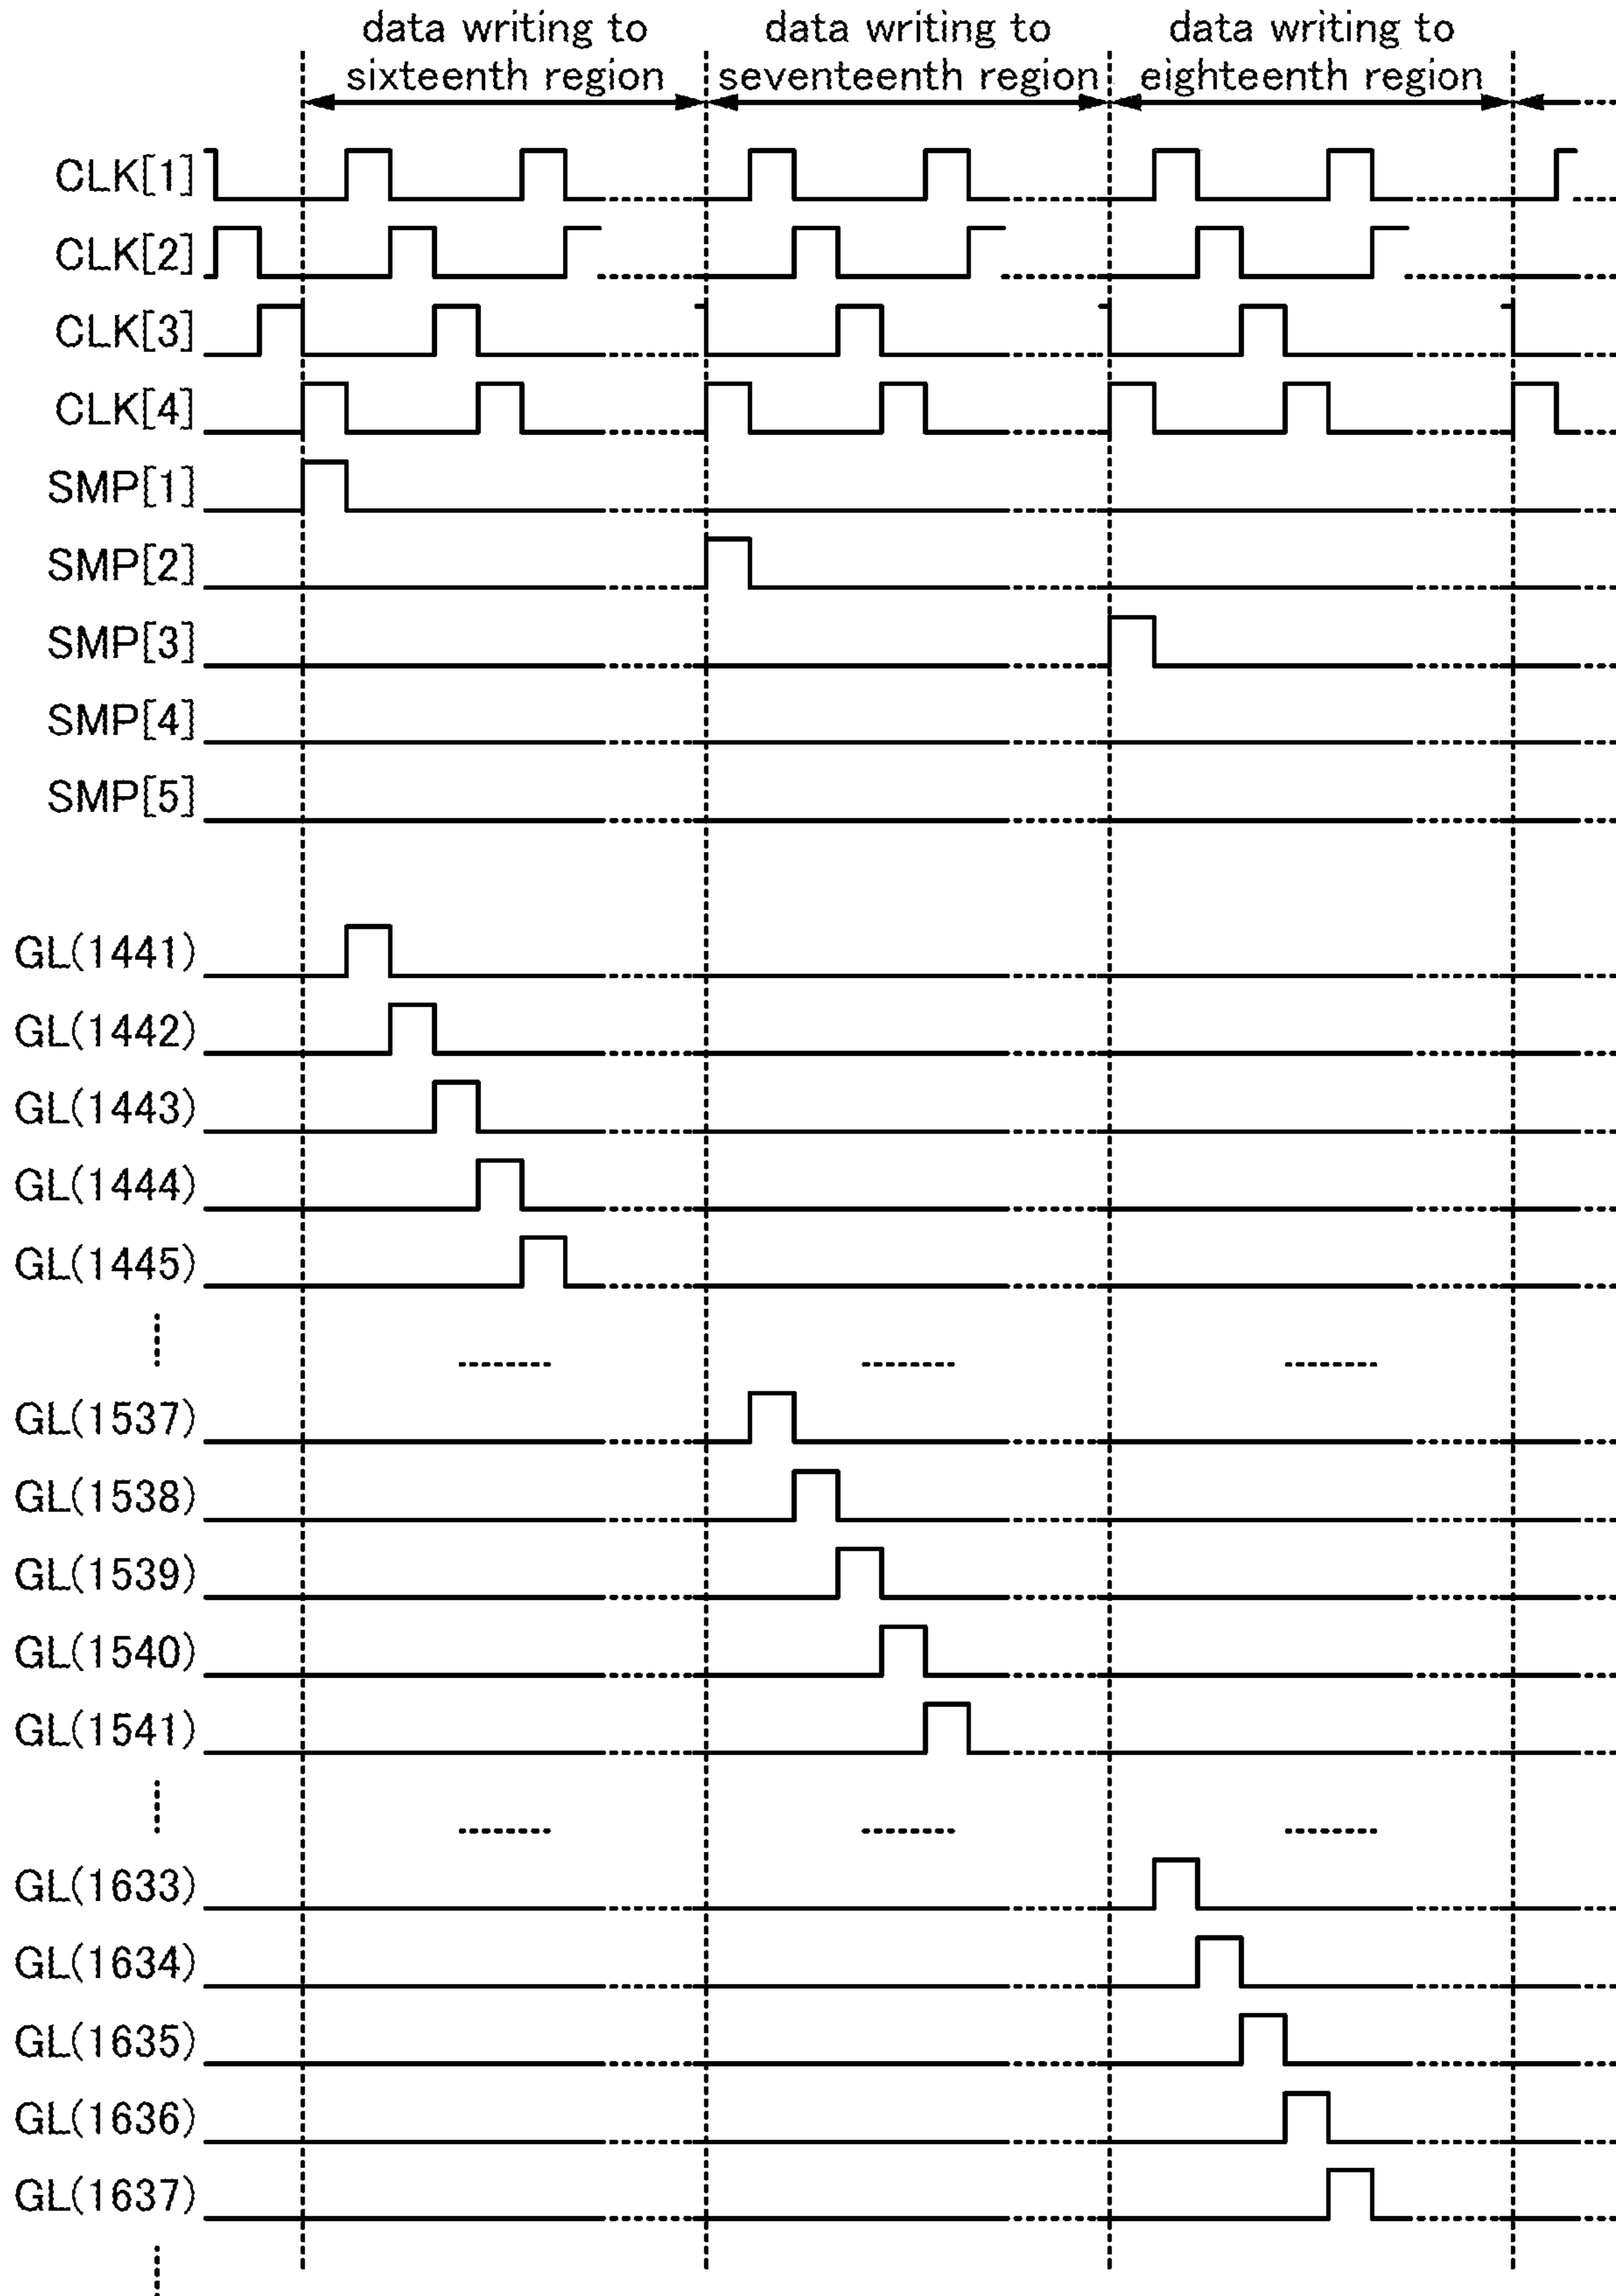 data writing to
sixteenth region
data writing to
seventeenth region
data writing to
eighteenth region
CLK[1]
CLK[2]
CLK[3]
CLK[4]
SMP[1]
SMP[2]
SMP[3]
SMP[4]
SMP[5]
GL(1441)
GL(1442)
GL(1443)
GL(1444)
GL(1445)
GL(1537)
GL(1538)
GL(1539)
GL(1540)
GL(1541)
GL(1633)
GL(1634)
GL(1635)
GL(1636)
GL(1637)